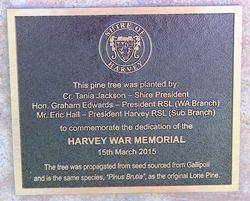 SHIRE OF
HARVEY
This pine tree was planted by:
Cr. Tania Jackson – Shire President
Hon. Graham Edwards – President RSL (WA Branch)
Mr. Eric Hall – President Harvey RSL (Sub Branch)
to commemorate the dedication of the
HARVEY WAR MEMORIAL
15th March 2015
The tree was propagated from seed sourced from Gallipoli
and is the same species, "Pinus Brutia", as the original Lone Pine.